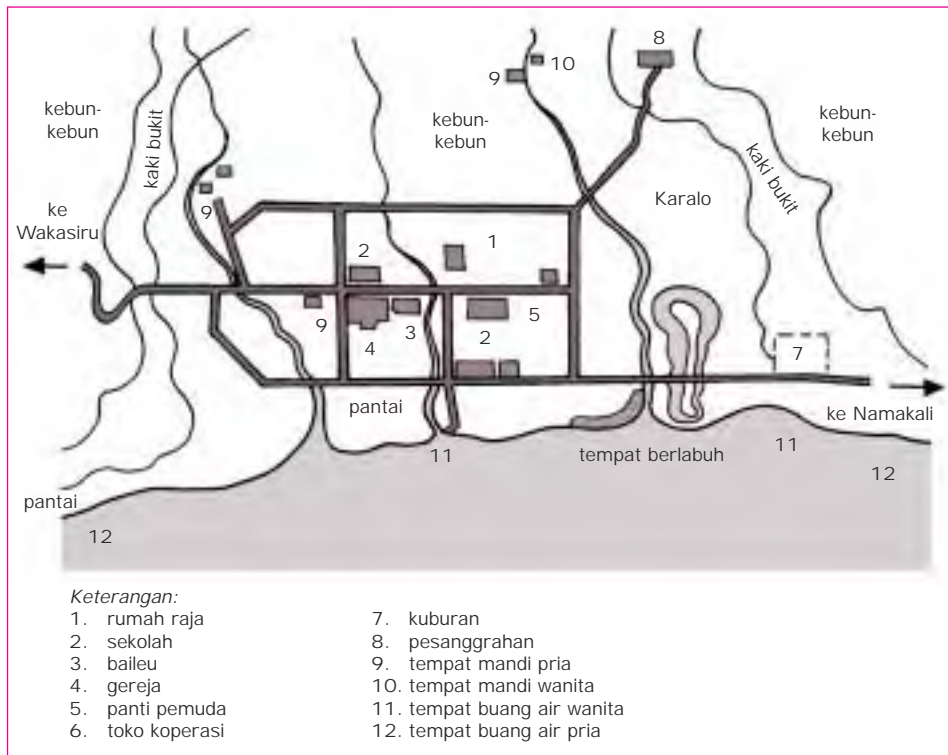 8
10
9
kebun-
kebun
kaki bukit
kebun-
kebun
kebun-
kebun
kaki bukit
9
Karalo
ke
Wakasiru
1
2
9
3
5
4
2
7
pantai
ke Namakali
11
tempat berlabuh
11
12
pantai
12
Keterangan:
1. rumah raja
2. sekolah
3. baileu
4. gereja
5. panti pemuda
6. toko koperasi
7. kuburan
8. pesanggrahan
9. tempat mandi pria
10. tempat mandi wanita
11. tempat buang air wanita
12. tempat buang air pria